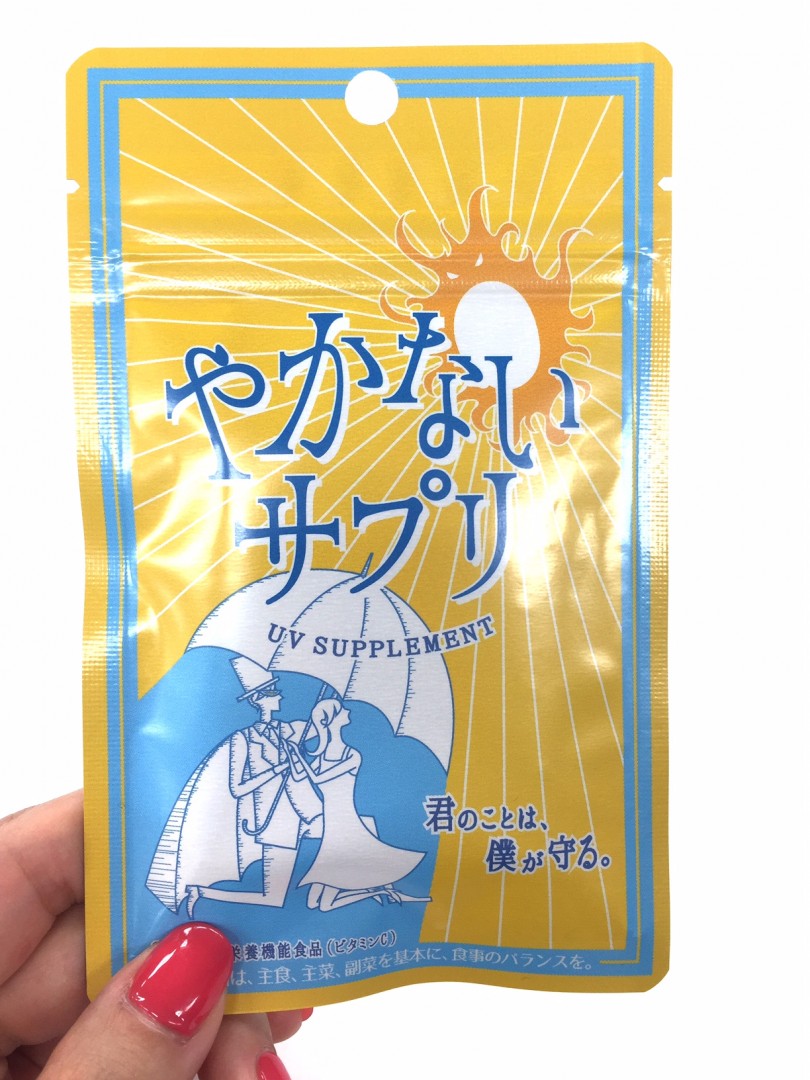 やかない
サプリ
UV SUPPLEMENT
君のことは、
僕が守る。
栄養機能食品(ビタミンC)
は、主食、主菜、副菜を基本に、食事のバランスを。